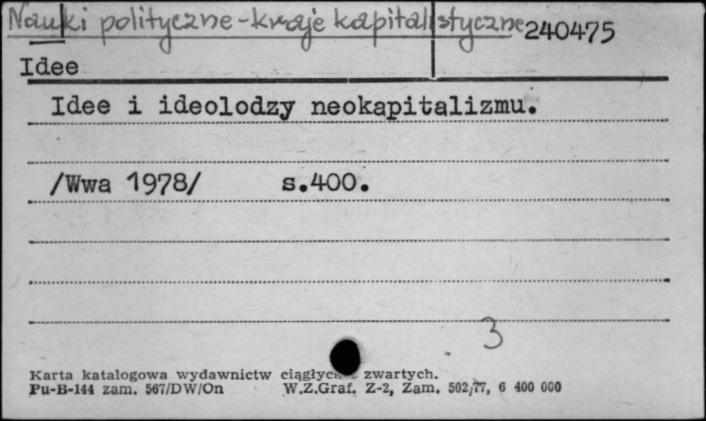 Nauki polityczne-kraje kapitalistyczne 240475
Idee
Idee i ideolodzy neokapitalizmu.
/Wwa 1978/ s.400.
3
Karta katalogowa wydawnictw ciągłych zwartych.
Pu-B-144 zam. 567/DW/On W.Z.Graf. Z-2, Zam. 502/77, 6 400 000